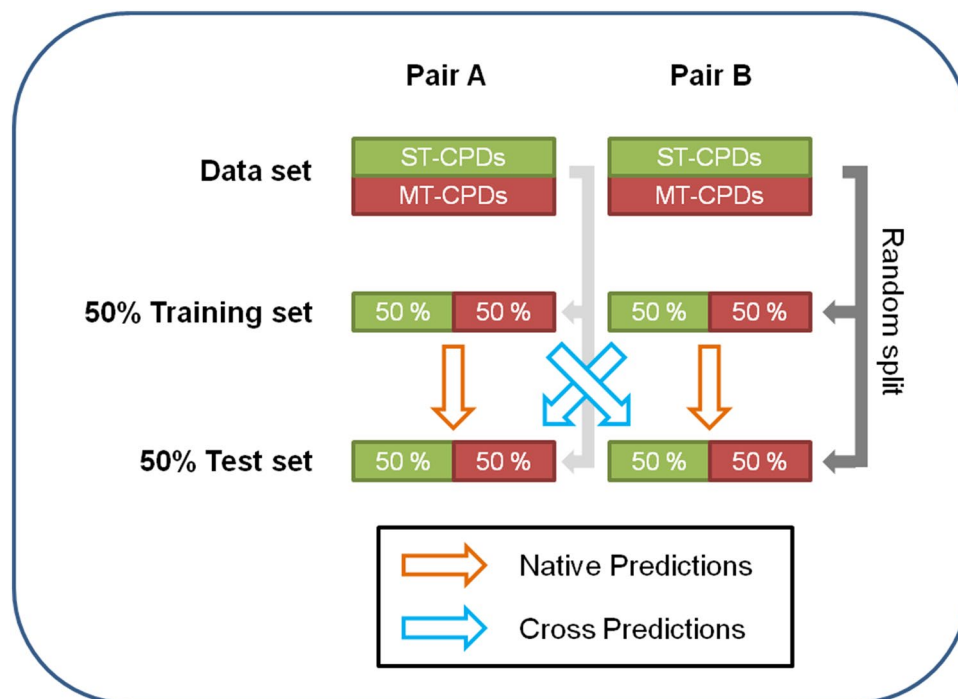 Pair A
Pair B
Data set
ST-CPDs
ST-CPDs
MT-CPDs
MT-CPDs
Random split
50% Training set
50 %
50 %
50 %
50 %
50% Test set
50 %
50 %
50 %
50 %
Native Predictions
Cross Predictions